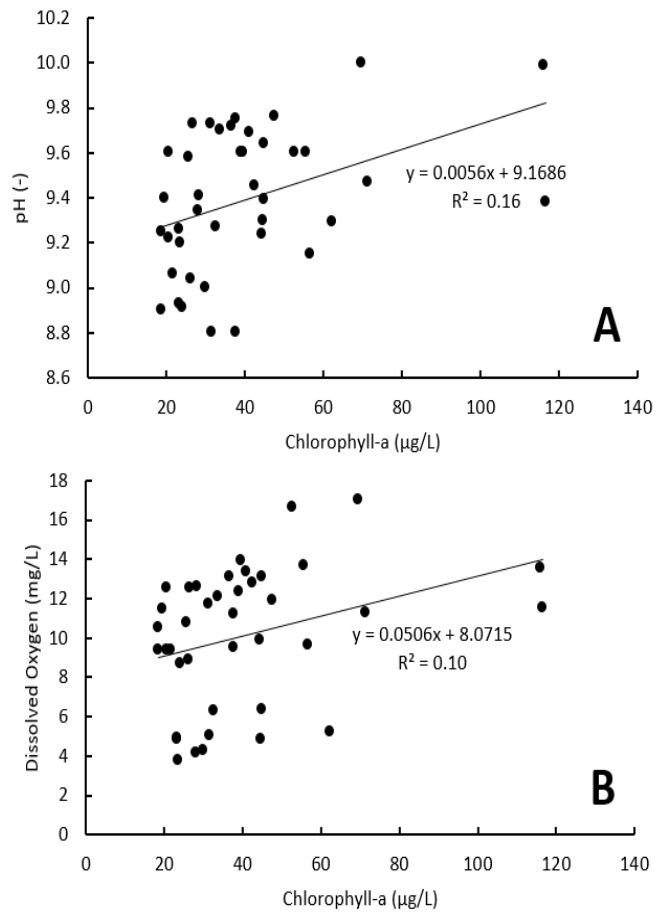 10.2
10.0
9.8
9.6
9.4
9.2
9.0
8.8
8.6
pH (-)
y = 0.0056x + 9.1686
R² = 0.16
A
0 20 40 60 80 100 120 140
Chlorophyll-a (µg/L)
18
16
14
12
10
8
6
4
2
0
Dissolved Oxygen (mg/L)
y = 0.0506x + 8.0715
R² = 0.10
B
0 20 40 60 80 100 120 140
Chlorophyll-a (µg/L)